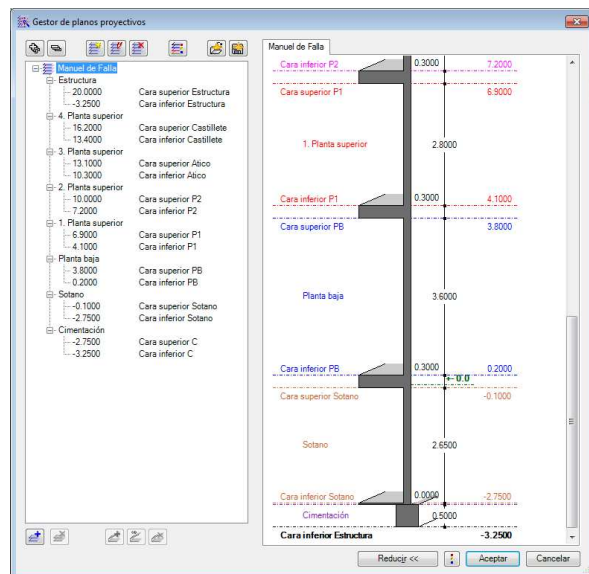 Gestor de planos proyectivos
Manuel de Falla
Estructura
20.0000 Cara superior Estructura
-3.2500 Cara inferior Estructura
4. Planta superior
16.2000 Cara superior Castillete
13.4000 Cara inferior Castillete
3. Planta superior
13.1000 Cara superior Atico
10.3000 Cara inferior Atico
2. Planta superior
10.0000 Cara superior P2
7.2000 Cara inferior P2
1. Planta superior
6.9000 Cara superior P1
4.1000 Cara inferior P1
Planta baja
3.8000 Cara superior PB
0.2000 Cara inferior PB
Sotano
-0.1000 Cara superior Sotano
-2.7500 Cara inferior Sotano
Cimentación
-2.7500 Cara superior C
-3.2500 Cara inferior C
Manuel de Falla
Cara inferior P2 0.3000 7.2000
Cara superior P1 6.9000
1. Planta superior 2.8000
Cara inferior P1 0.3000 4.1000
Cara superior PB 3.8000
Planta baja 3.6000
Cara inferior PB 0.3000 0.2000
+- 0.0
Cara superior Sotano -0.1000
Sotano 2.6500
Cara inferior Sotano 0.0000 -2.7500
Cimentación 0.5000
Cara inferior Estructura -3.2500
Reducir << Aceptar Cancelar